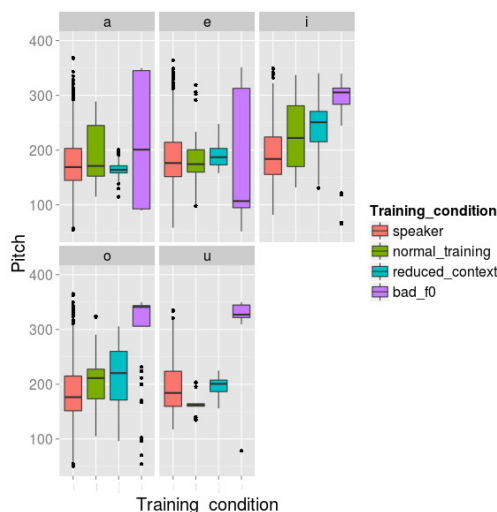 a e i
400
300
200
100
Pitch
o u
400
300
200
100
Training_condition
Training_condition
speaker
normal_training
reduced_context
bad_f0